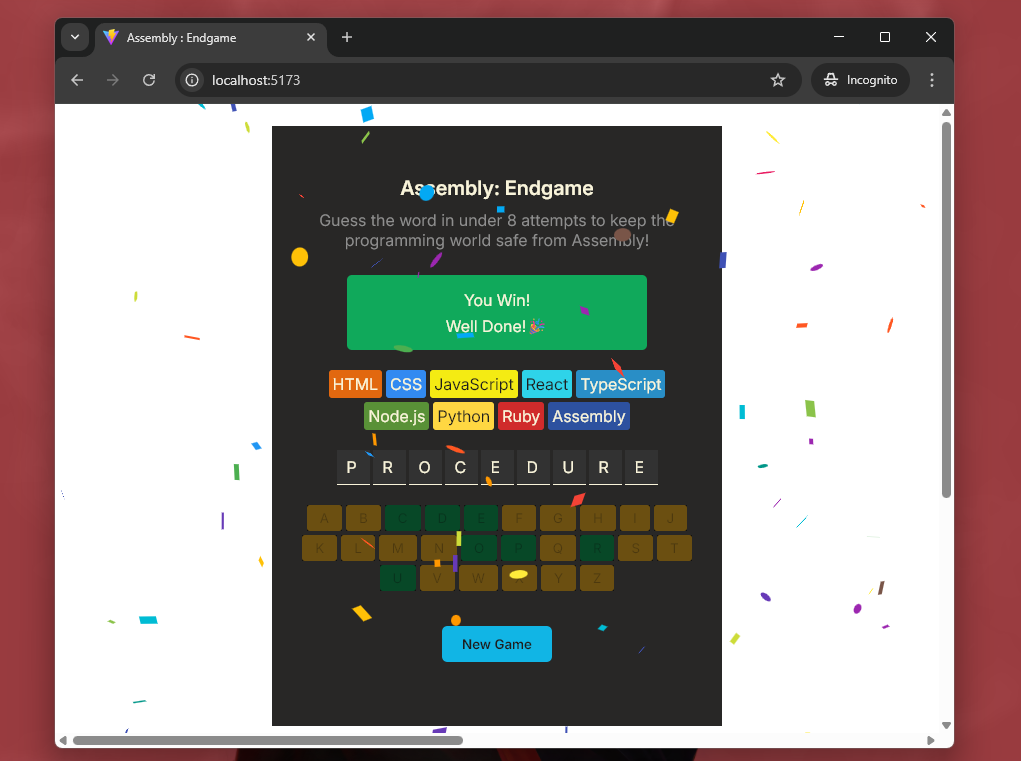 Assembly : Endgame
localhost:5173
Incognito
Assembly: Endgame
Guess the word in under 8 attempts to keep the
programming world safe from Assembly!
You Win!
Well Done! 🎉
HTML CSS JavaScript React TypeScript
Node.js Python Ruby Assembly
P R O C E D U R E
A B C D E F G H I J
K L M N O P Q R S T
U V W Y Z
New Game